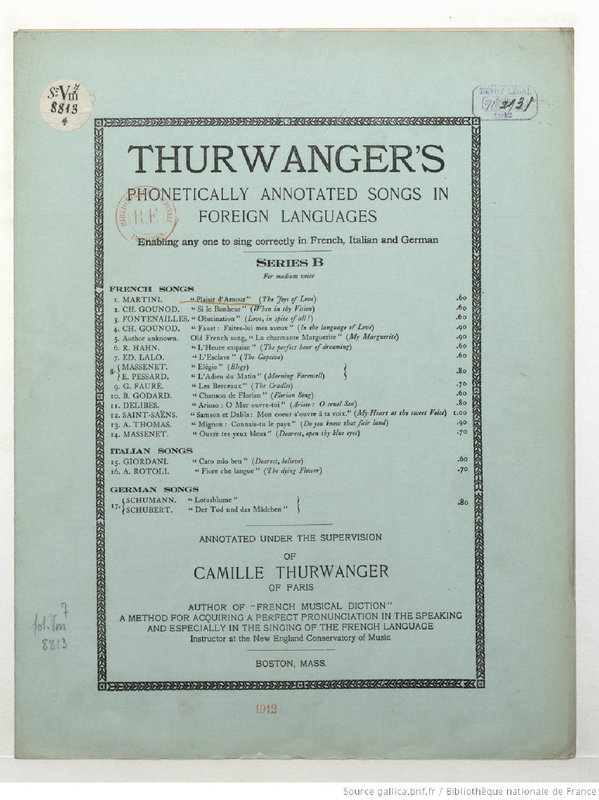 S° Vm7
8813
4
DÉPÔT LÉGAL
2131
1912
THURWANGER'S
PHONETICALLY ANNOTATED SONGS IN
FOREIGN LANGUAGES
R.F.
Enabling any one to sing correctly in French, Italian and German
SERIES B
For medium voice
FRENCH SONGS
1. MARTINI. "Plaisir d'Amour" (The Joys of Love) .60
2. CH. GOUNOD. "Si le Bonheur" (When in thy Vision) .60
3. FONTENAILLES. "Obstination" (Love, in spite of all!) .60
4. CH. GOUNOD. "Faust: Faites-lui mes aveux" (In the language of Love) .90
5. Author unknown. Old French song, "La charmante Marguerite" (My Marguerite) .90
6. R. HAHN. "L'Heure exquise" (The perfect hour of dreaming) .60
7. ED. LALO. "L'Esclave" (The Captive) .60
8. { MASSENET. "Elégie" (Elegy) } .80
{ E. PESSARD. "L'Adieu du Matin" (Morning Farewell)
9. G. FAURÉ. "Les Berceaux" (The Cradles) .70
10. B. GODARD. "Chanson de Florian" (Florian Song) .60
11. DELIBES. "Arioso: O Mer ouvre-toi" (Arioso: O cruel Sea) .80
12. SAINT-SAËNS. "Samson et Dalila: Mon coeur s'ouvre à ta voix." (My Heart at thy sweet Voice) 1.00
13. A. THOMAS. "Mignon: Connais-tu le pays" (Do you know that fair land) .90
14. MASSENET. "Ouvre tes yeux bleus" (Dearest, open thy blue eyes) .70
ITALIAN SONGS
15. GIORDANI. "Caro mio ben" (Dearest, believe) .60
16. A. ROTOLI. "Fiore che langue" (The dying Flower) .70
GERMAN SONGS
17. { SCHUMANN. "Lotusblume" } .80
{ SCHUBERT. "Der Tod und das Mädchen"
ANNOTATED UNDER THE SUPERVISION
OF
CAMILLE THURWANGER
OF PARIS
AUTHOR OF "FRENCH MUSICAL DICTION"
A METHOD FOR ACQUIRING A PERFECT PRONUNCIATION IN THE SPEAKING
AND ESPECIALLY IN THE SINGING OF THE FRENCH LANGUAGE
Instructor at the New England Conservatory of Music
BOSTON, MASS.
fol. Vm7
8813
1912
Source gallica.bnf.fr / Bibliothèque nationale de France